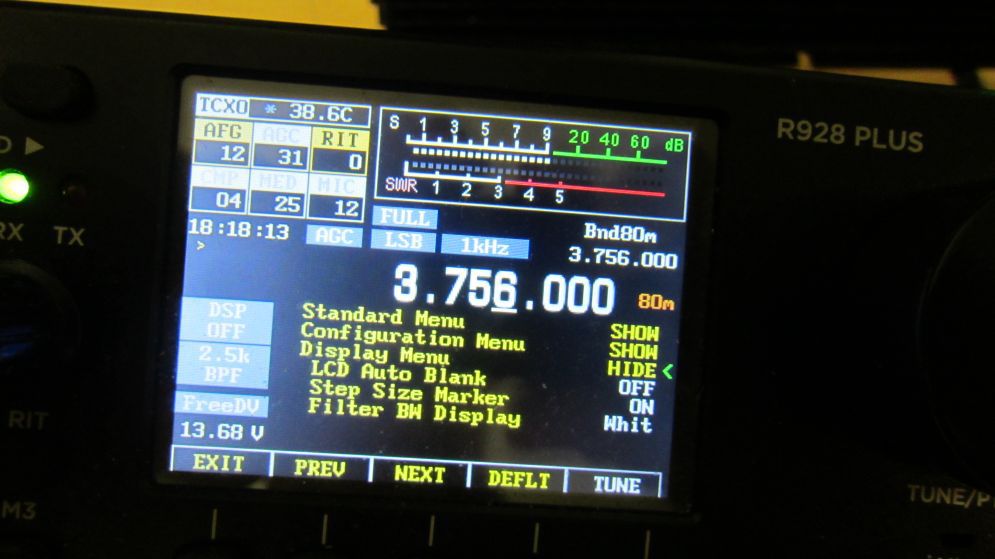 TCXO * 38.6C
AFG AGC RIT
12 31 0
CMP MED MIC
04 25 12
S 1 3 5 7 9 20 40 60 dB
SWR 1 2 3 4 5
R928 PLUS
RX TX
FULL
18:18:13 AGC LSB 1kHz
>
Bnd80m
3.756.000
3.756.000 80m
DSP
OFF
2.5k
BPF
FreeDV
13.68 V
Standard Menu SHOW
Configuration Menu SHOW
Display Menu HIDE <
LCD Auto Blank OFF
Step Size Marker ON
Filter BW Display Whit
RIT
EXIT PREV NEXT DEFLT TUNE
M3
TUNE/P